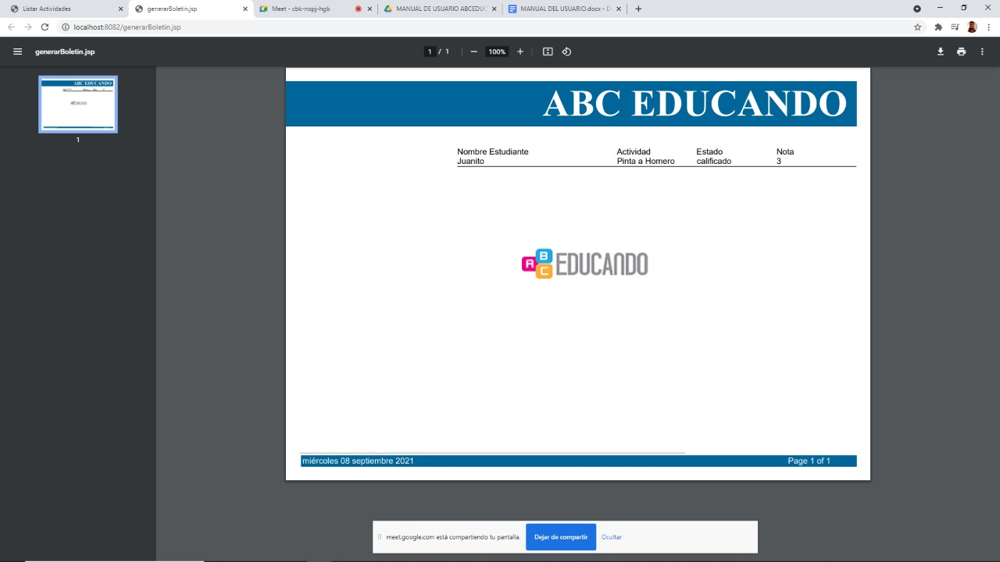 Listar Actividades
generarBoletin.jsp
Meet - cbk-nopj-hgb
MANUAL DE USUARIO ABCEDUC
MANUAL DEL USUARIO.docx - D
localhost:8082/generarBoletin.jsp
generarBoletin.jsp
1 / 1
100%
ABC EDUCANDO
Nombre Estudiante Actividad Estado Nota
Juanito Pinta a Homero calificado 3
ABC EDUCANDO
miércoles 08 septiembre 2021 Page 1 of 1
ABC EDUCANDO
1
meet.google.com está compartiendo tu pantalla.
Dejar de compartir
Ocultar